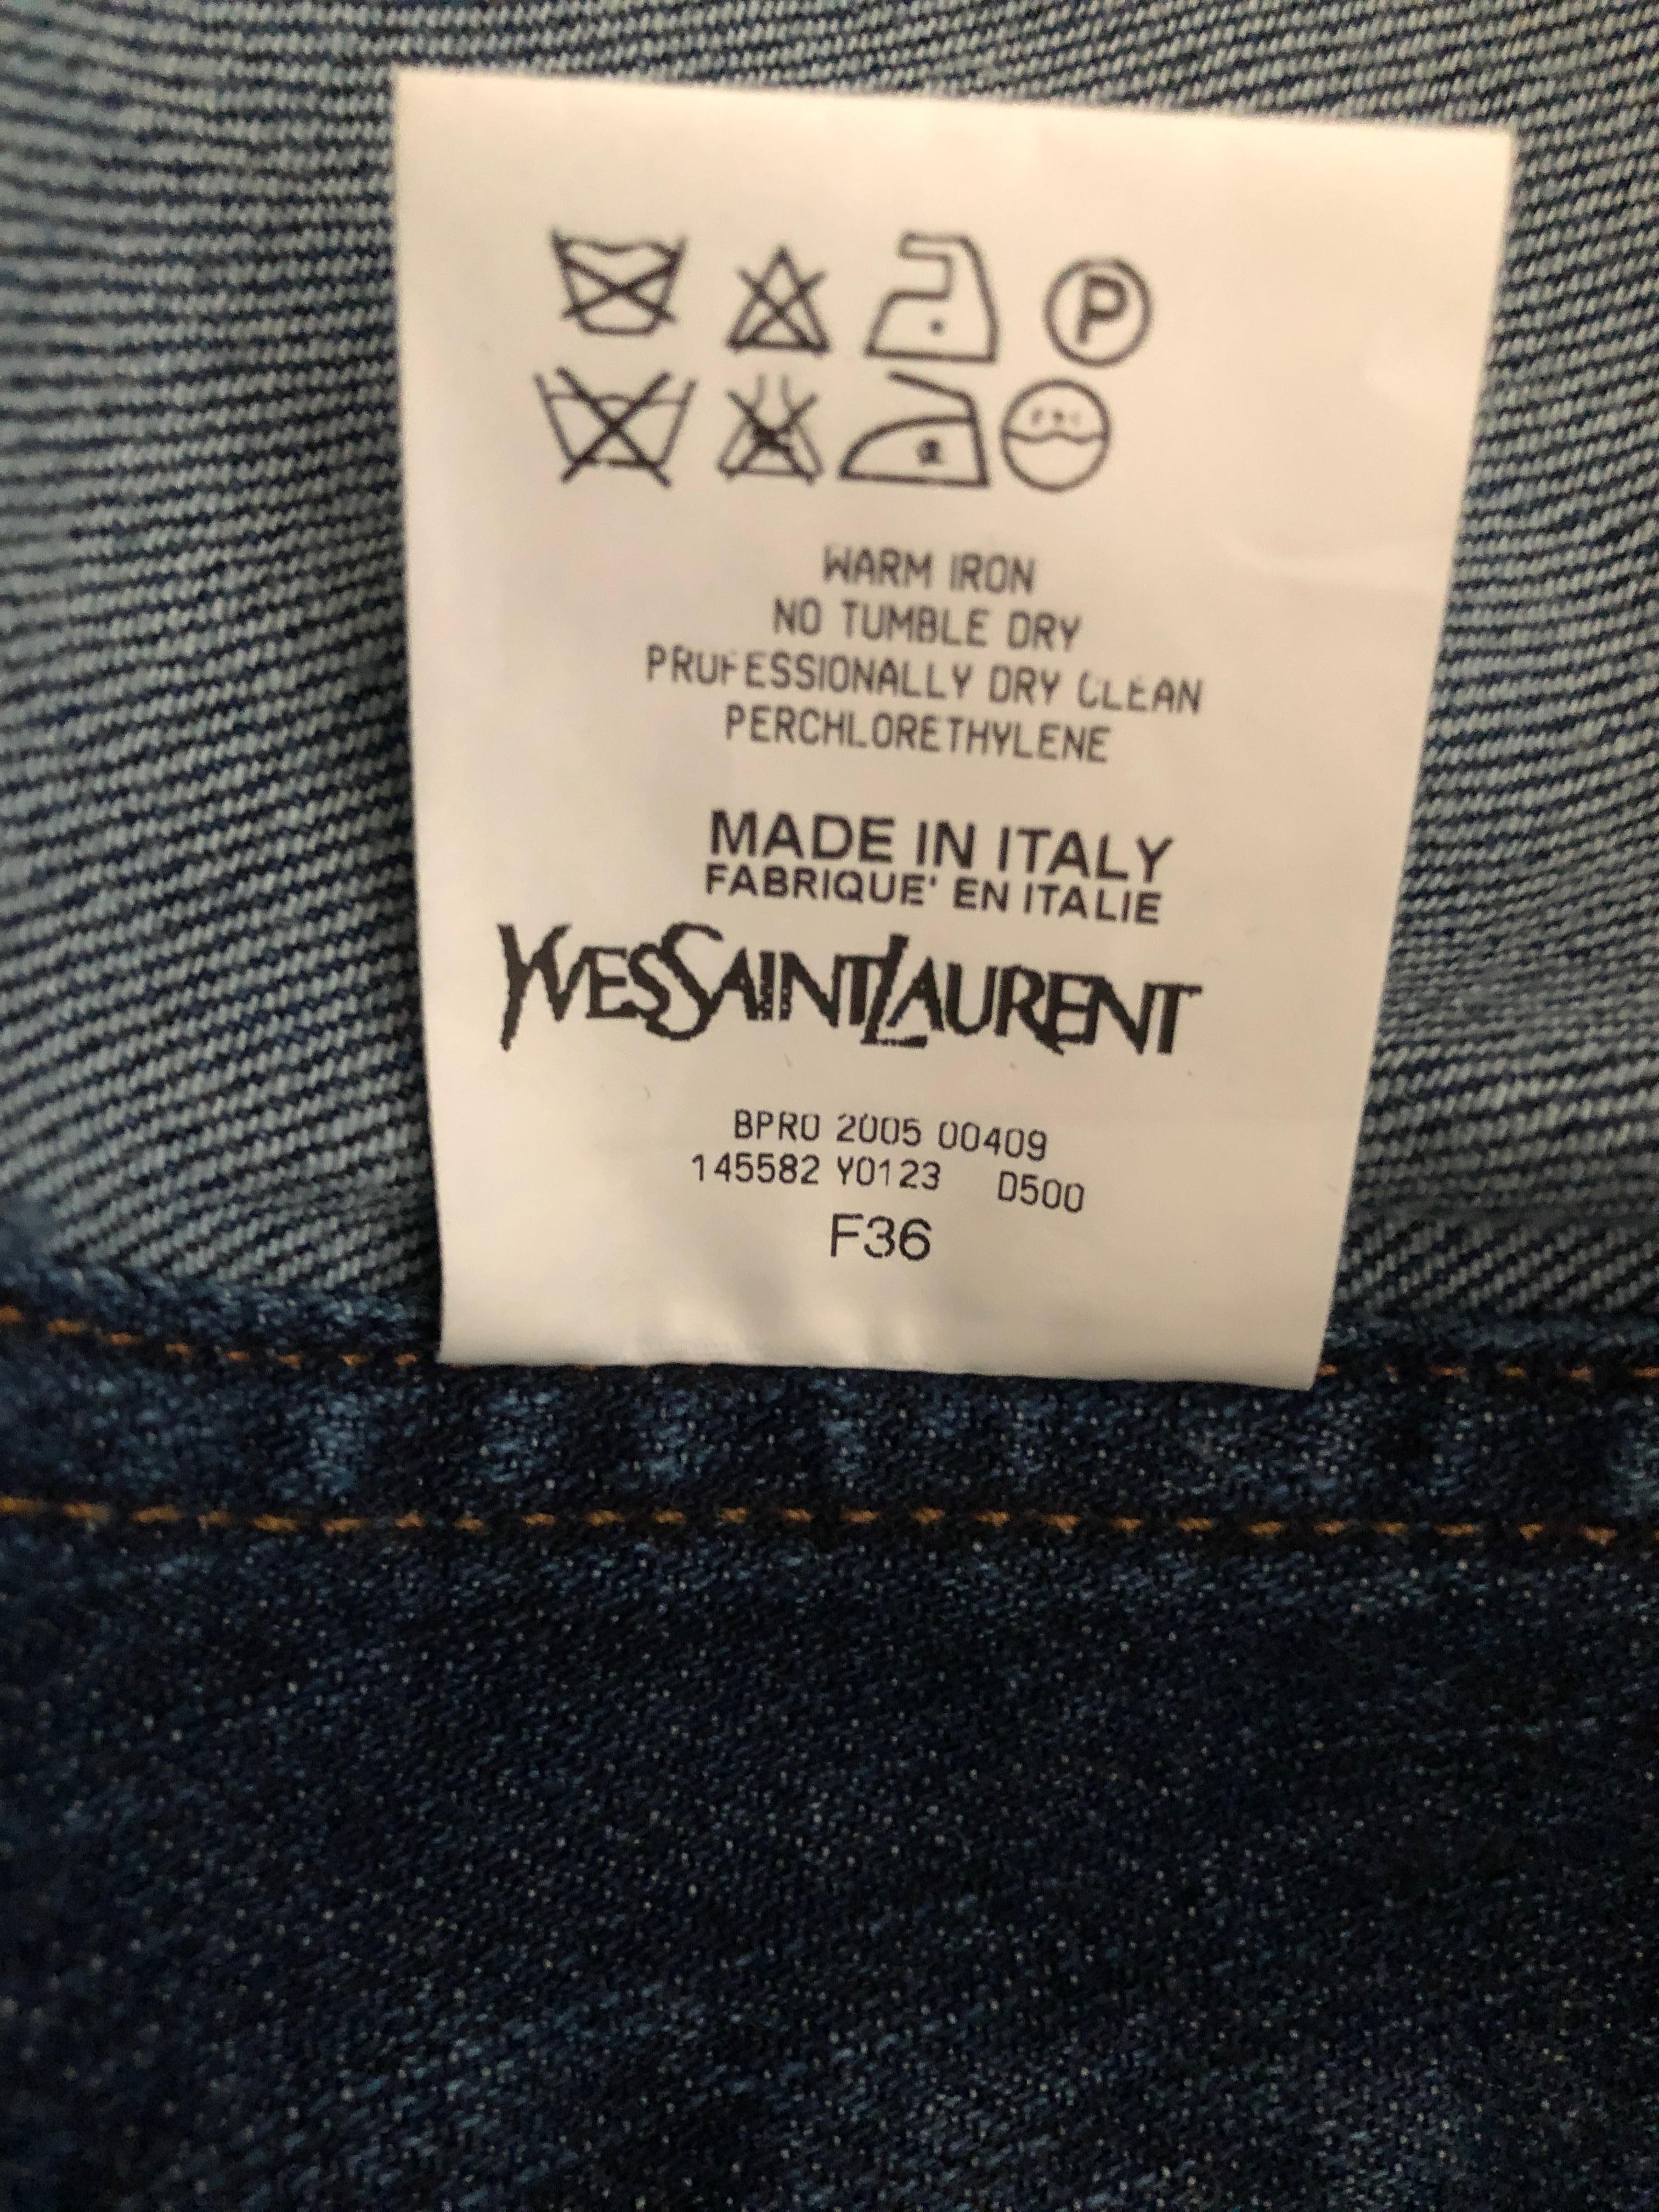 P
WARM IRON
NO TUMBLE DRY
PROFESSIONALLY DRY CLEAN
PERCHLORETHYLENE
MADE IN ITALY
FABRIQUE' EN ITALIE
YVESSAINTLAURENT
BPRO 2005 00409
145582 Y0123 D500
F36